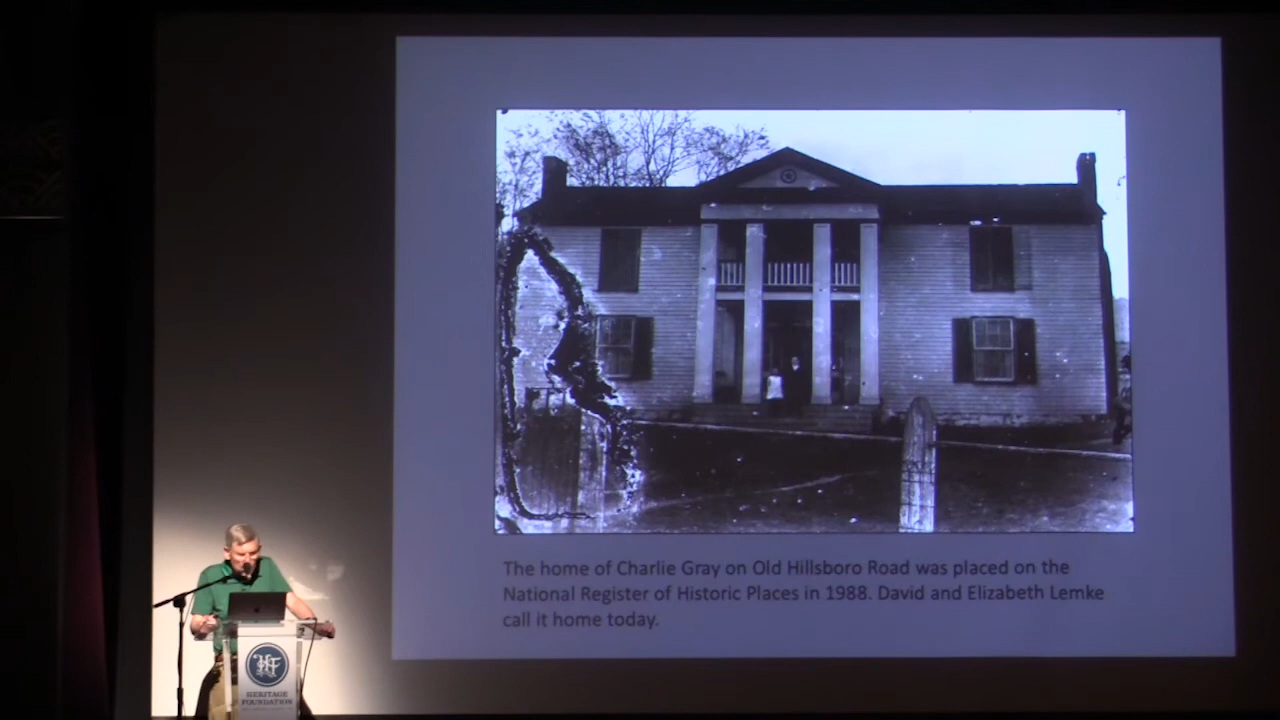 The home of Charlie Gray on Old Hillsboro Road was placed on the
National Register of Historic Places in 1988. David and Elizabeth Lemke
call it home today.
HF
HERITAGE
FOUNDATION